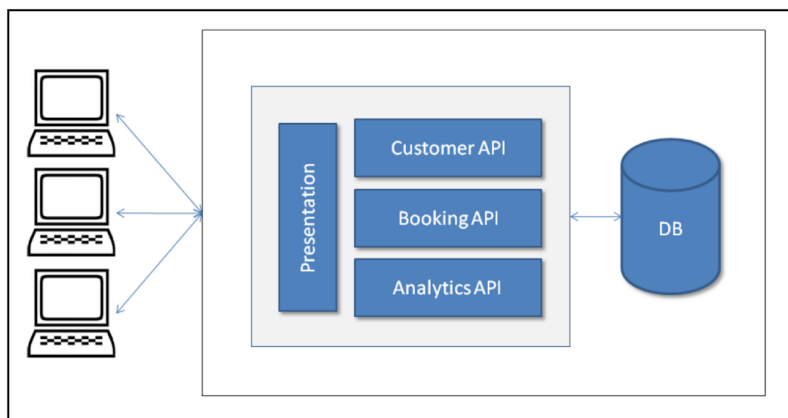 Presentation
Customer API
Booking API
Analytics API
DB